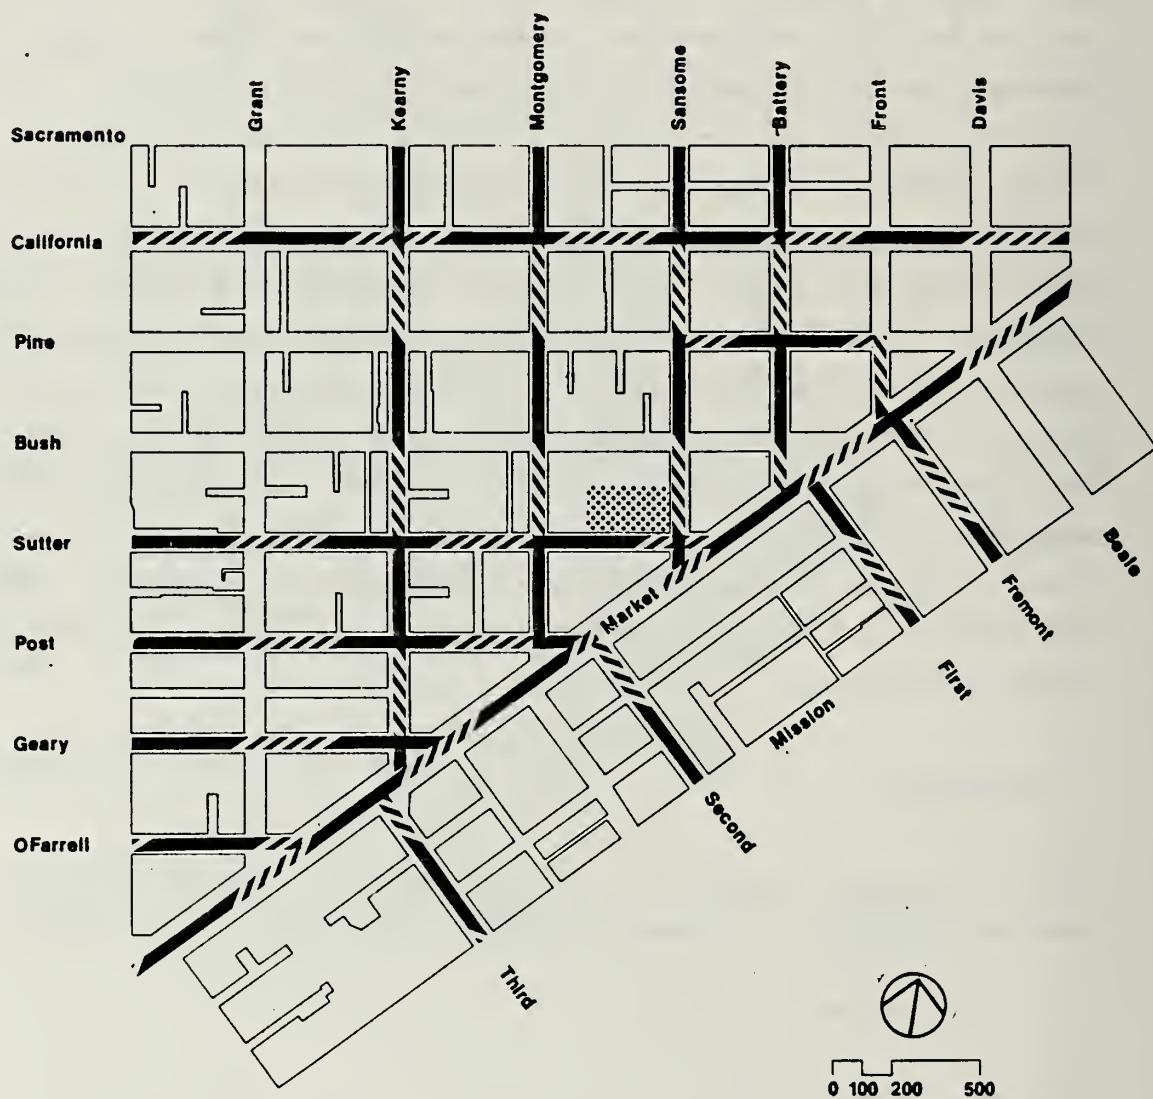 Grant
Kearny
Montgomery
Sansome
Battery
Front
Davis
Sacramento
California
Pine
Bush
Sutter
Post
Geary
OFarrell
Market
Mission
Beale
Fremont
First
Second
Third
0 100 200 500